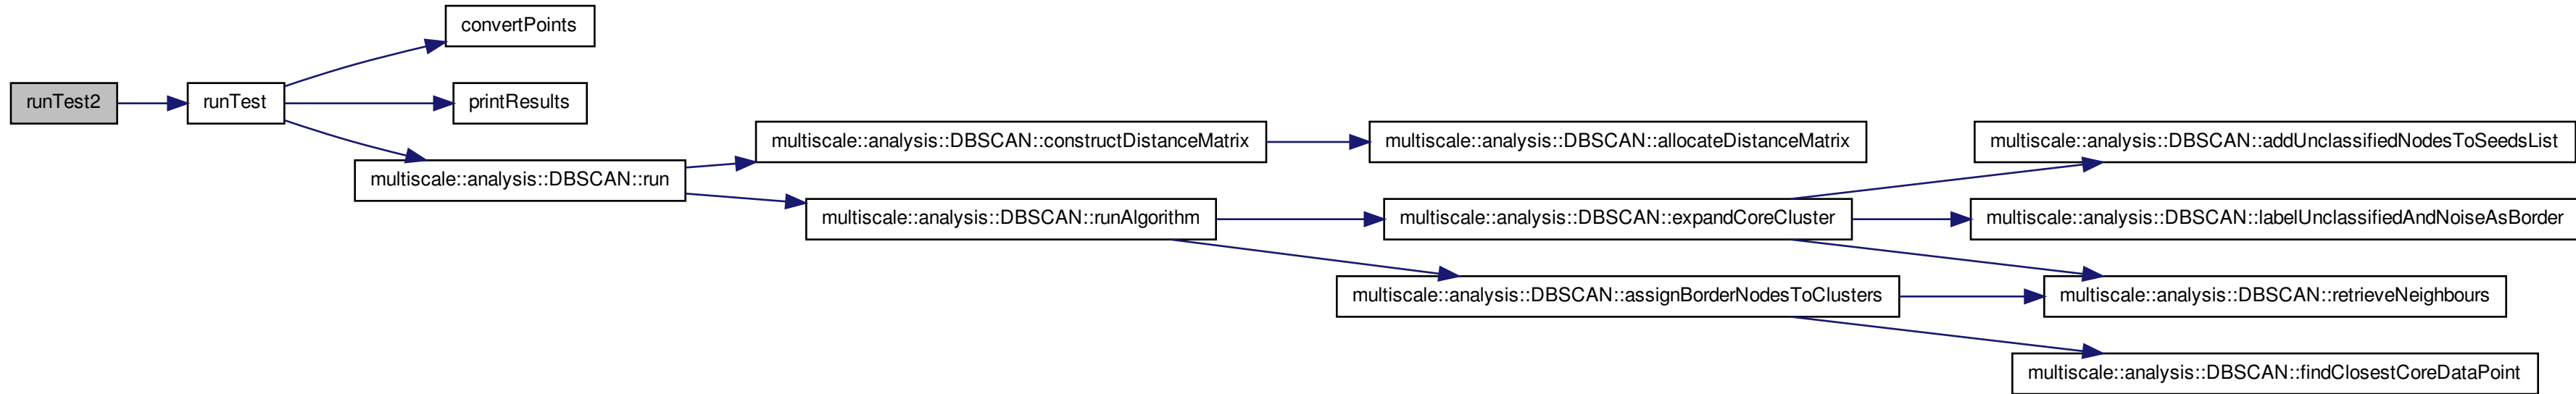 convertPoints
runTest2
runTest
printResults
multiscale::analysis::DBSCAN::run
multiscale::analysis::DBSCAN::constructDistanceMatrix
multiscale::analysis::DBSCAN::allocateDistanceMatrix
multiscale::analysis::DBSCAN::addUnclassifiedNodesToSeedsList
multiscale::analysis::DBSCAN::runAlgorithm
multiscale::analysis::DBSCAN::expandCoreCluster
multiscale::analysis::DBSCAN::labelUnclassifiedAndNoiseAsBorder
multiscale::analysis::DBSCAN::assignBorderNodesToClusters
multiscale::analysis::DBSCAN::retrieveNeighbours
multiscale::analysis::DBSCAN::findClosestCoreDataPoint